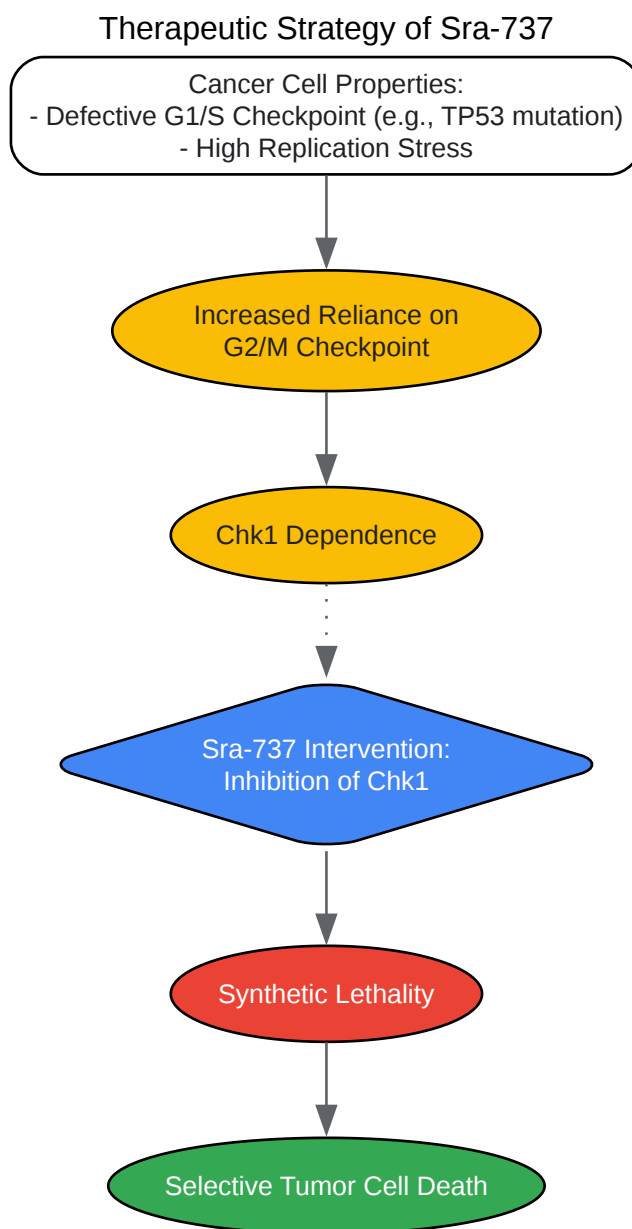 Therapeutic Strategy of Sra-737
Cancer Cell Properties:
- Defective G1/S Checkpoint (e.g., TP53 mutation)
- High Replication Stress
Increased Reliance on
G2/M Checkpoint
Chk1 Dependence
Sra-737 Intervention:
Inhibition of Chk1
Synthetic Lethality
Selective Tumor Cell Death